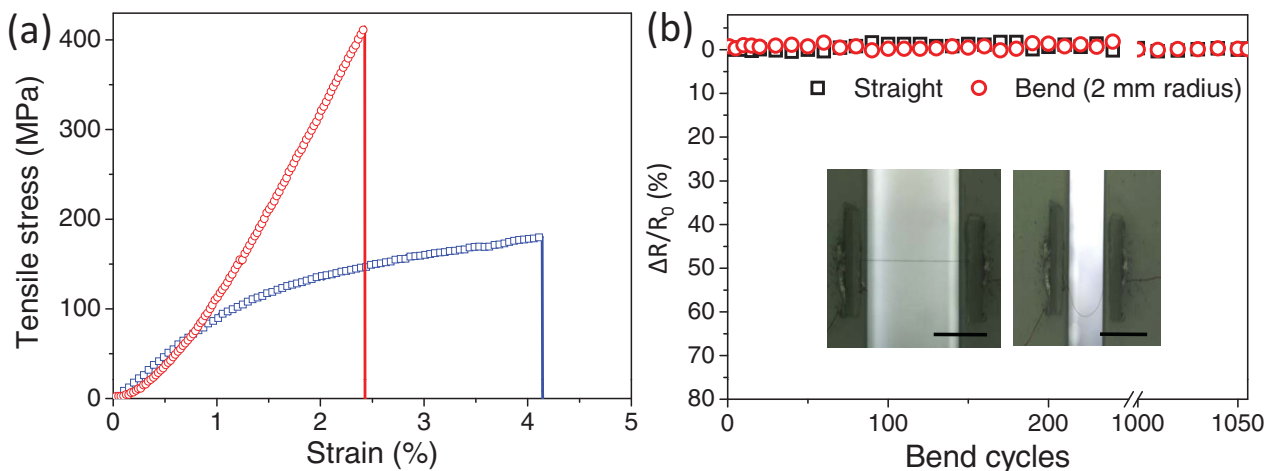 (a)
Tensile stress (MPa)
400
300
200
100
0
0 1 2 3 4 5
Strain (%)
(b)
ΔR/R₀ (%)
0
10
20
30
40
50
60
70
80
Straight Bend (2 mm radius)
0 100 200 1000 1050
Bend cycles